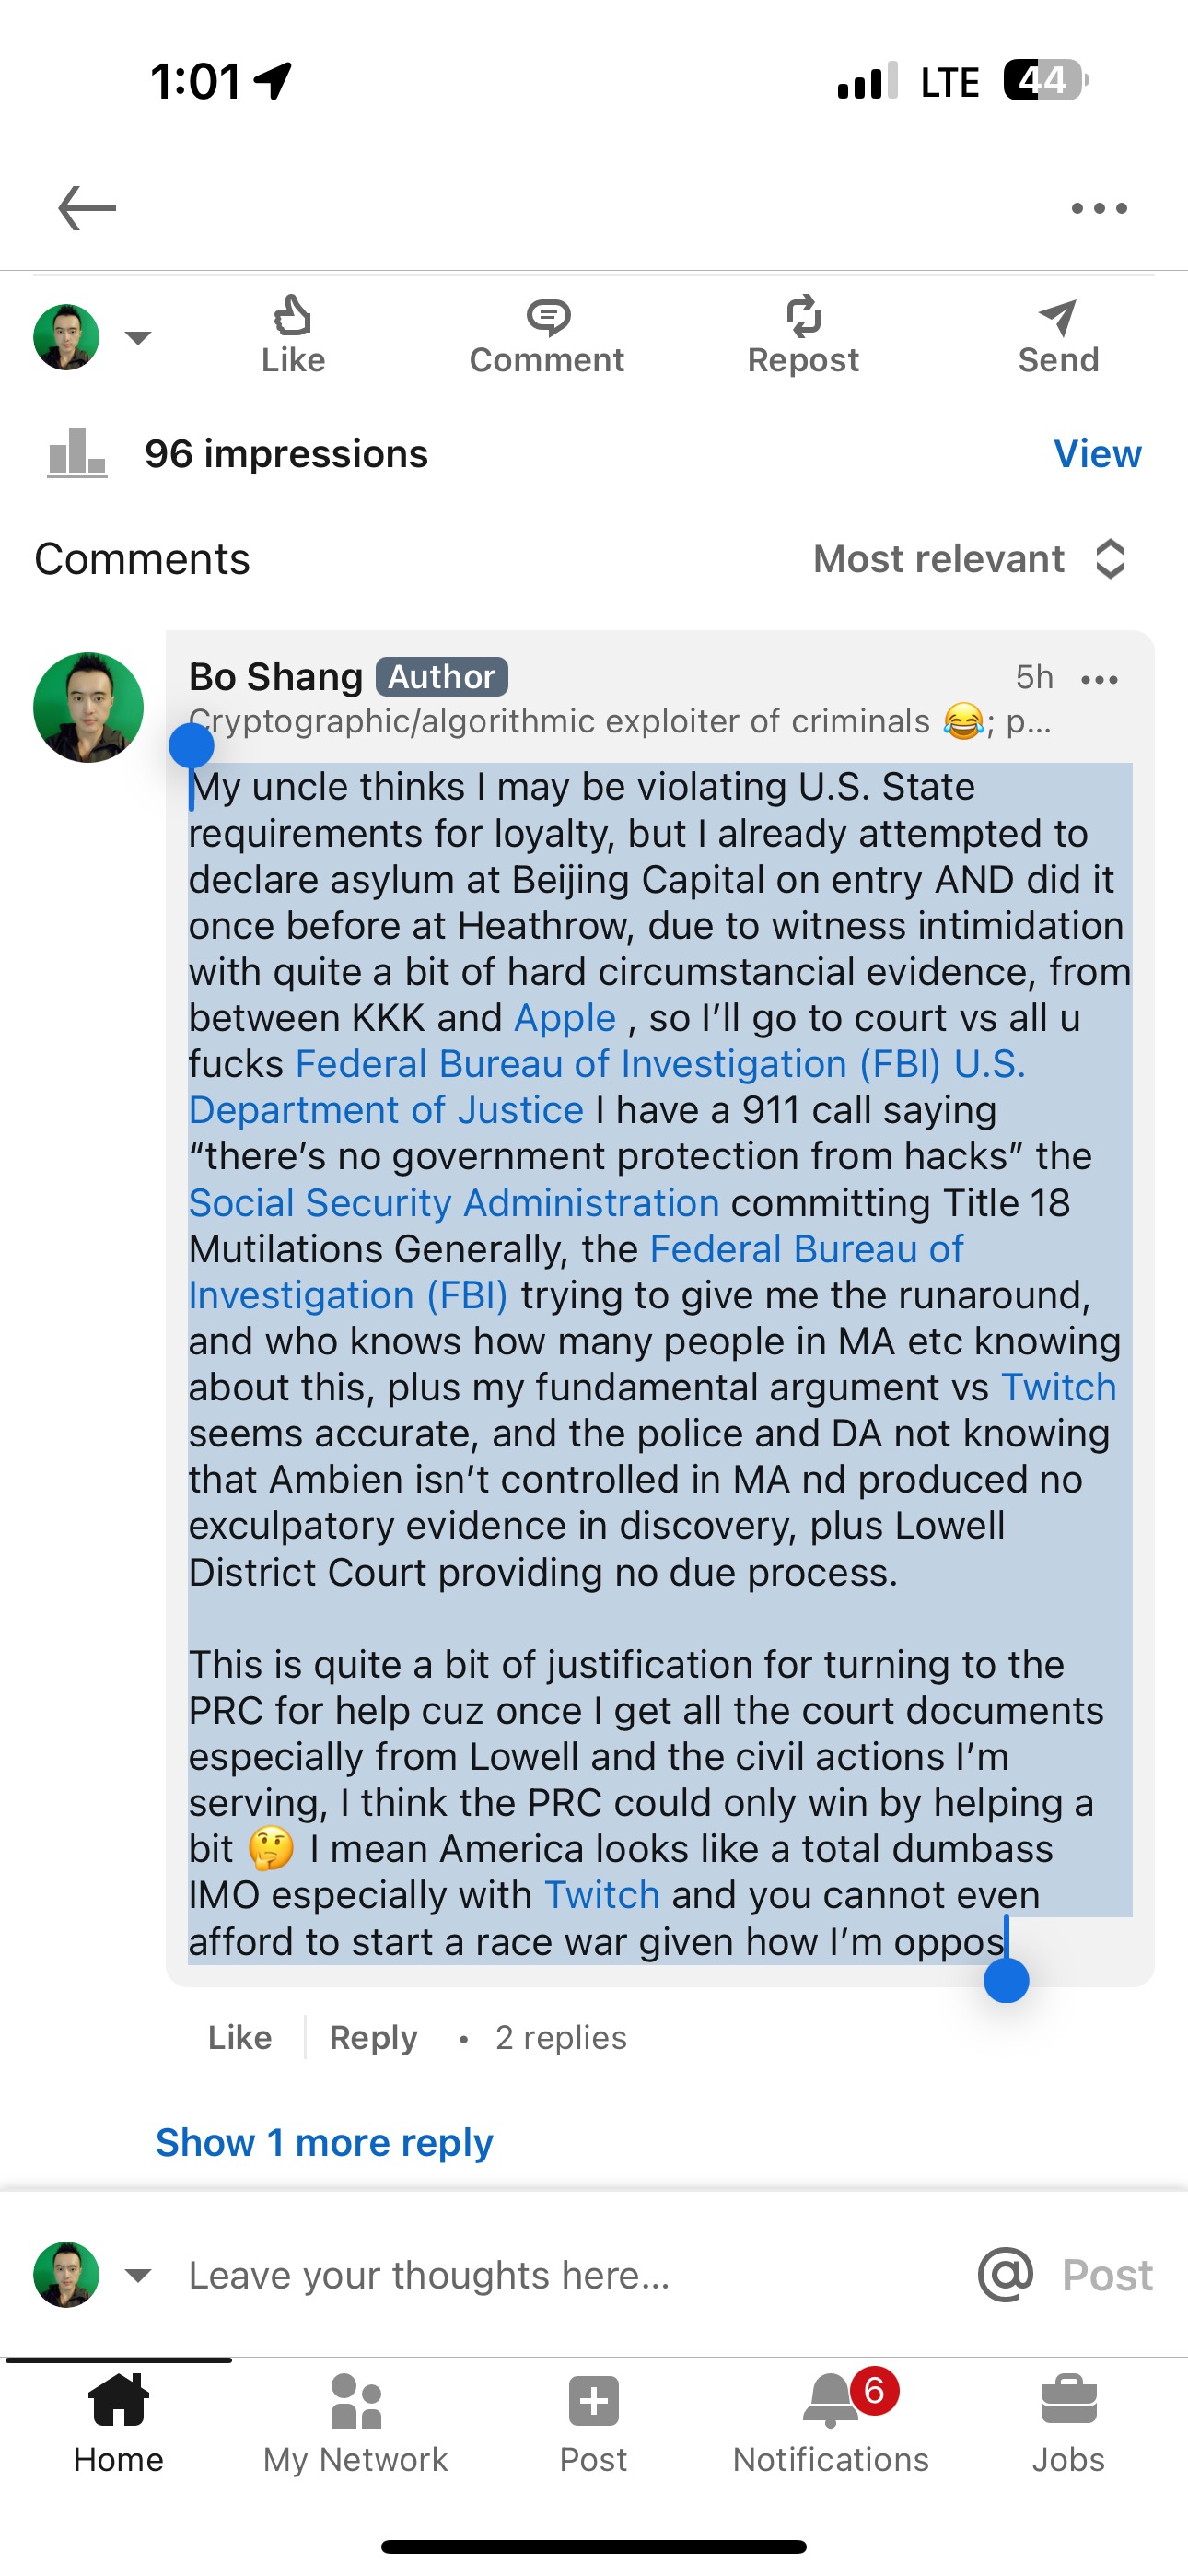 1:01 LTE 44
Like Comment Repost Send
96 impressions View
Comments Most relevant
Bo Shang Author 5h
Cryptographic/algorithmic exploiter of criminals 😂; p...
My uncle thinks I may be violating U.S. State
requirements for loyalty, but I already attempted to
declare asylum at Beijing Capital on entry AND did it
once before at Heathrow, due to witness intimidation
with quite a bit of hard circumstancial evidence, from
between KKK and Apple , so I’ll go to court vs all u
fucks Federal Bureau of Investigation (FBI) U.S.
Department of Justice I have a 911 call saying
“there’s no government protection from hacks” the
Social Security Administration committing Title 18
Mutilations Generally, the Federal Bureau of
Investigation (FBI) trying to give me the runaround,
and who knows how many people in MA etc knowing
about this, plus my fundamental argument vs Twitch
seems accurate, and the police and DA not knowing
that Ambien isn’t controlled in MA nd produced no
exculpatory evidence in discovery, plus Lowell
District Court providing no due process.
This is quite a bit of justification for turning to the
PRC for help cuz once I get all the court documents
especially from Lowell and the civil actions I’m
serving, I think the PRC could only win by helping a
bit 🤔 I mean America looks like a total dumbass
IMO especially with Twitch and you cannot even
afford to start a race war given how I’m oppos
Like Reply • 2 replies
Show 1 more reply
Leave your thoughts here... @ Post
6
Home My Network Post Notifications Jobs